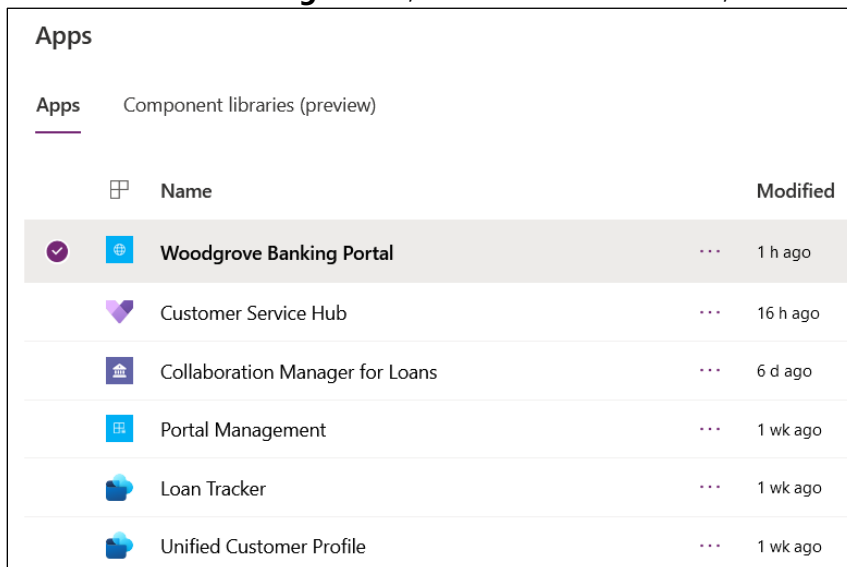 Apps
Apps Component libraries (preview)
Name Modified
Woodgrove Banking Portal ... 1 h ago
Customer Service Hub ... 16 h ago
Collaboration Manager for Loans ... 6 d ago
Portal Management ... 1 wk ago
Loan Tracker ... 1 wk ago
Unified Customer Profile ... 1 wk ago